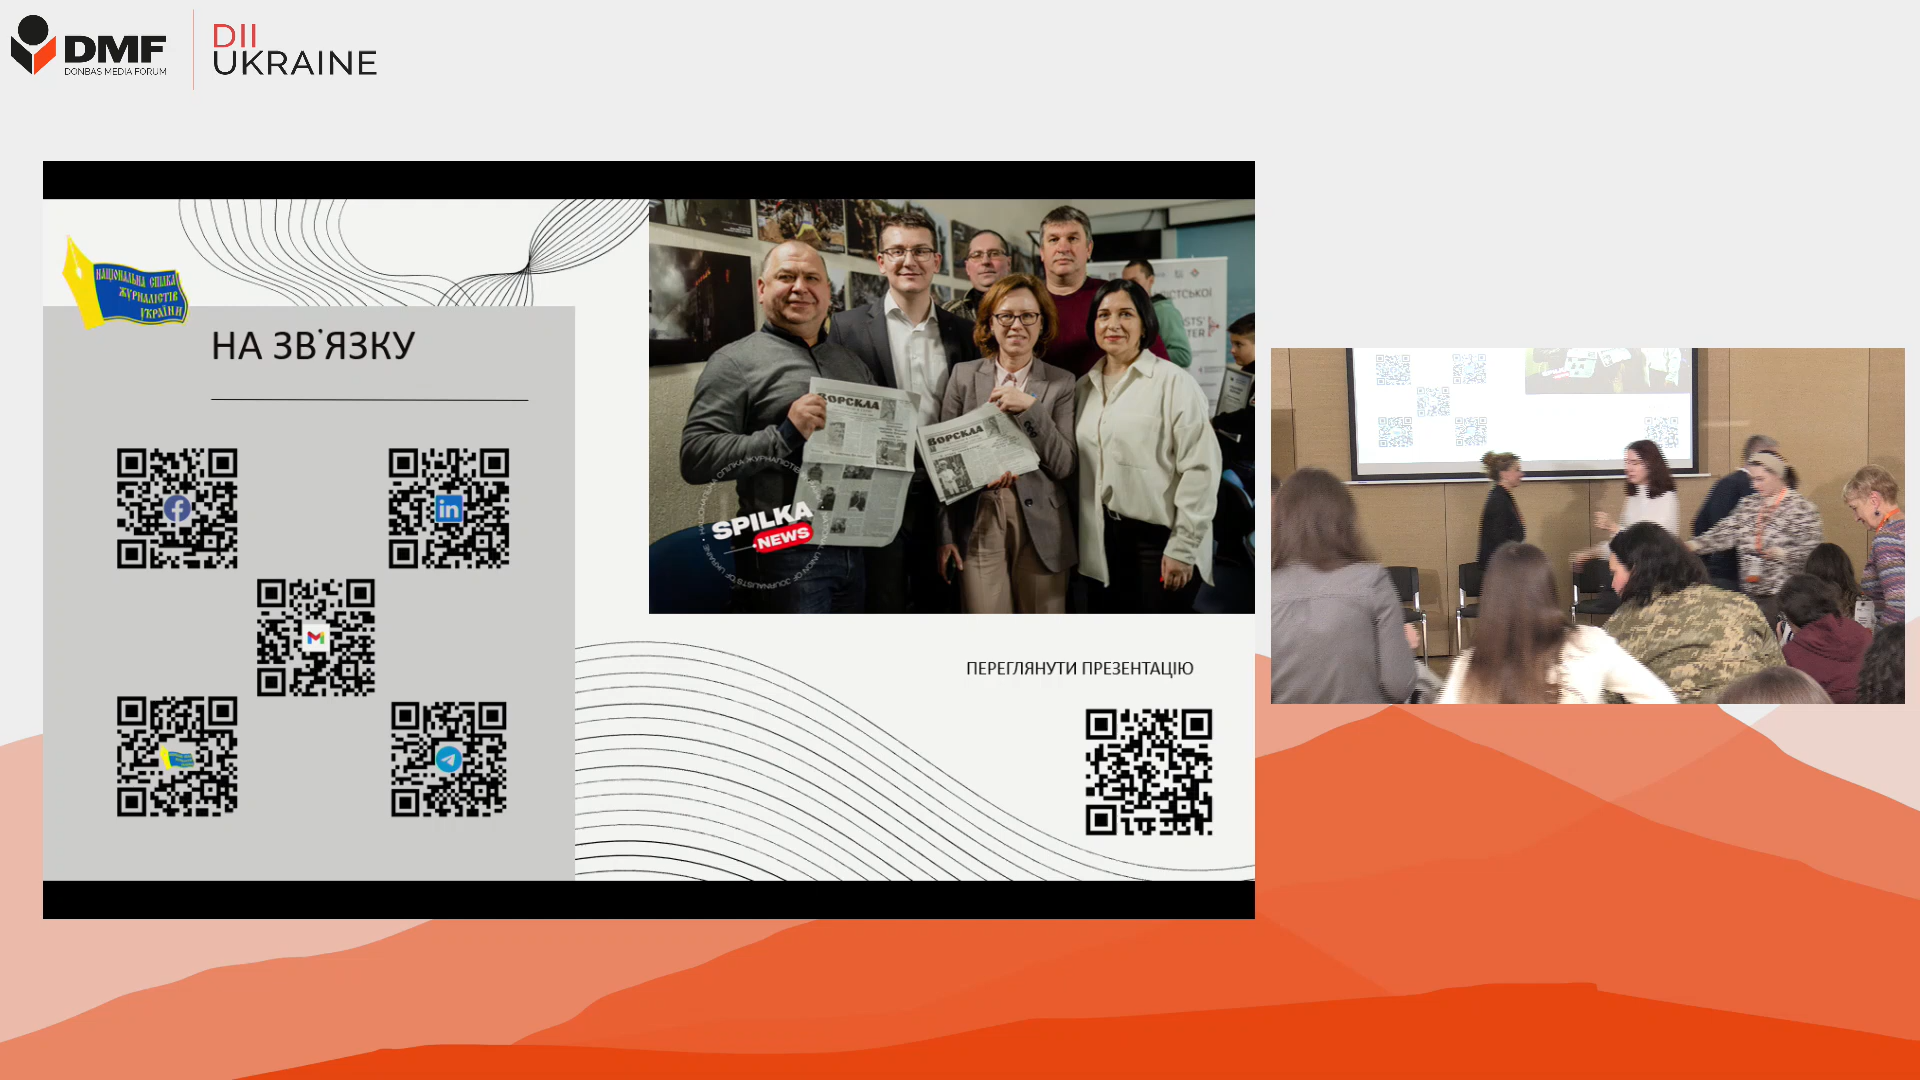 DMF
DONBAS MEDIA FORUM
DII
UKRAINE
НАЦІОНАЛЬНА СПІЛКА
ЖУРНАЛІСТІВ
УКРАЇНИ
НА ЗВ'ЯЗКУ
ВОРСКЛА
ВОРСКЛА
SPILKA
NEWS
ПЕРЕГЛЯНУТИ ПРЕЗЕНТАЦІЮ